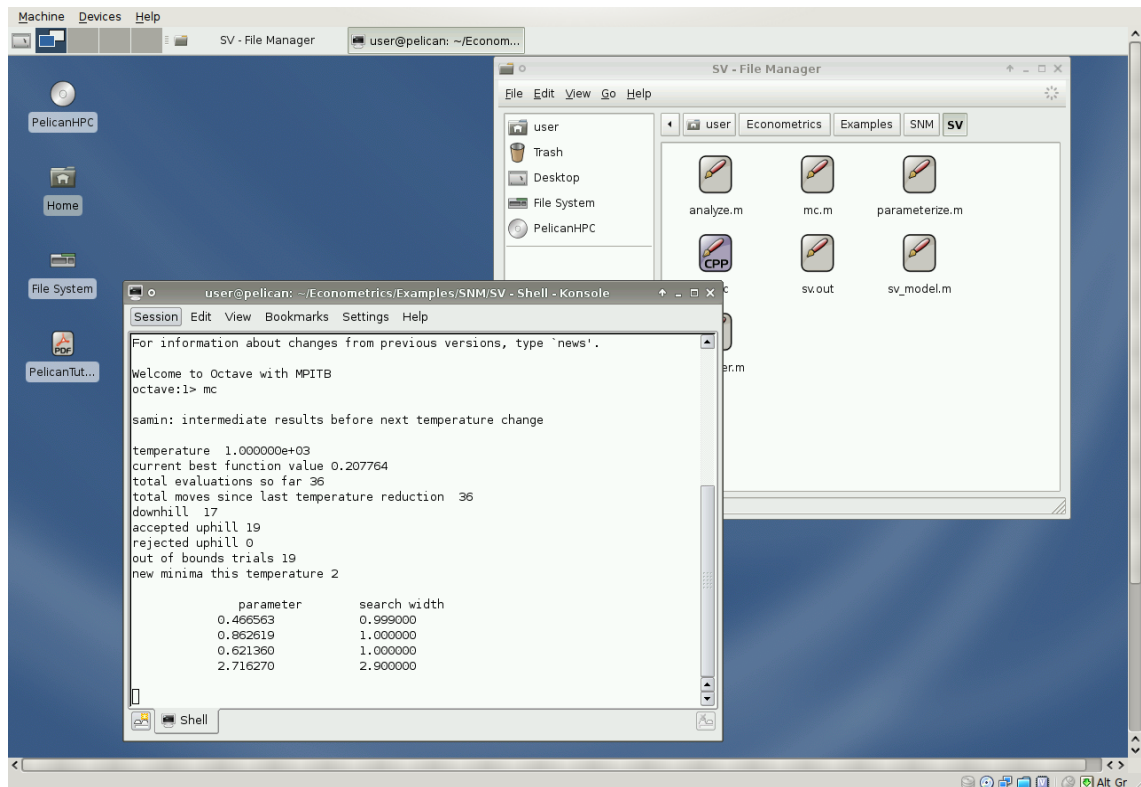 Machine Devices Help
SV - File Manager
user@pelican: ~/Econom...
PelicanHPC
Home
File System
PDF
PelicanTut...
SV - File Manager
File Edit View Go Help
user
Trash
Desktop
File System
PelicanHPC
user Econometrics Examples SNM SV
analyze.m mc.m parameterize.m
CPP
c sv.out sv_model.m
er.m
user@pelican: ~/Econometrics/Examples/SNM/SV - Shell - Konsole
Session Edit View Bookmarks Settings Help
For information about changes from previous versions, type `news'.
Welcome to Octave with MPITB
octave:1> mc
samin: intermediate results before next temperature change
temperature 1.000000e+03
current best function value 0.207764
total evaluations so far 36
total moves since last temperature reduction 36
downhill 17
accepted uphill 19
rejected uphill 0
out of bounds trials 19
new minima this temperature 2
parameter search width
0.466563 0.999000
0.862619 1.000000
0.621360 1.000000
2.716270 2.900000
Shell
Alt Gr